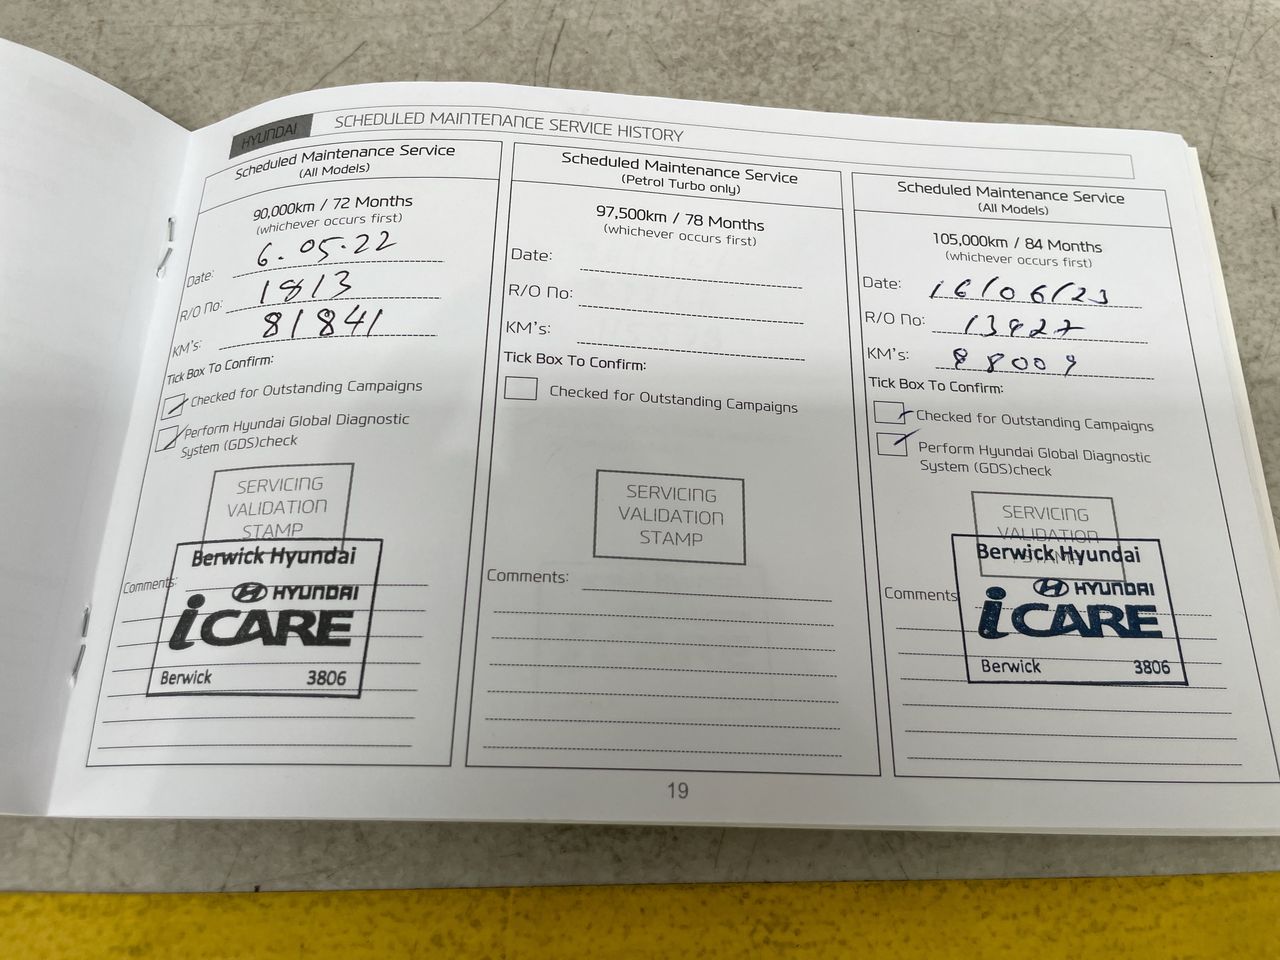 HYUNDAI SCHEDULED MAINTENANCE SERVICE HISTORY
Scheduled Maintenance Service
(All Models)
90,000km / 72 Months
(whichever occurs first)
Date: 6.05.22
R/O No: 1813
KM's: 81841
Tick Box To Confirm:
Checked for Outstanding Campaigns
Perform Hyundai Global Diagnostic
System (GDS)check
SERVICING
VALIDATION
STAMP
Berwick Hyundai
Comments:
HYUNDAI
iCARE
Berwick 3806
Scheduled Maintenance Service
(Petrol Turbo only)
97,500km / 78 Months
(whichever occurs first)
Date:
R/O No:
KM's:
Tick Box To Confirm:
Checked for Outstanding Campaigns
SERVICING
VALIDATION
STAMP
Comments:
Scheduled Maintenance Service
(All Models)
105,000km / 84 Months
(whichever occurs first)
Date: 16/06/23
R/O No:
KM's: 88009
Tick Box To Confirm:
Checked for Outstanding Campaigns
Perform Hyundai Global Diagnostic
System (GDS)check
SERVICING
VALIDATION
STAMP
Berwick Hyundai
Comments
HYUNDAI
iCARE
Berwick 3806
19